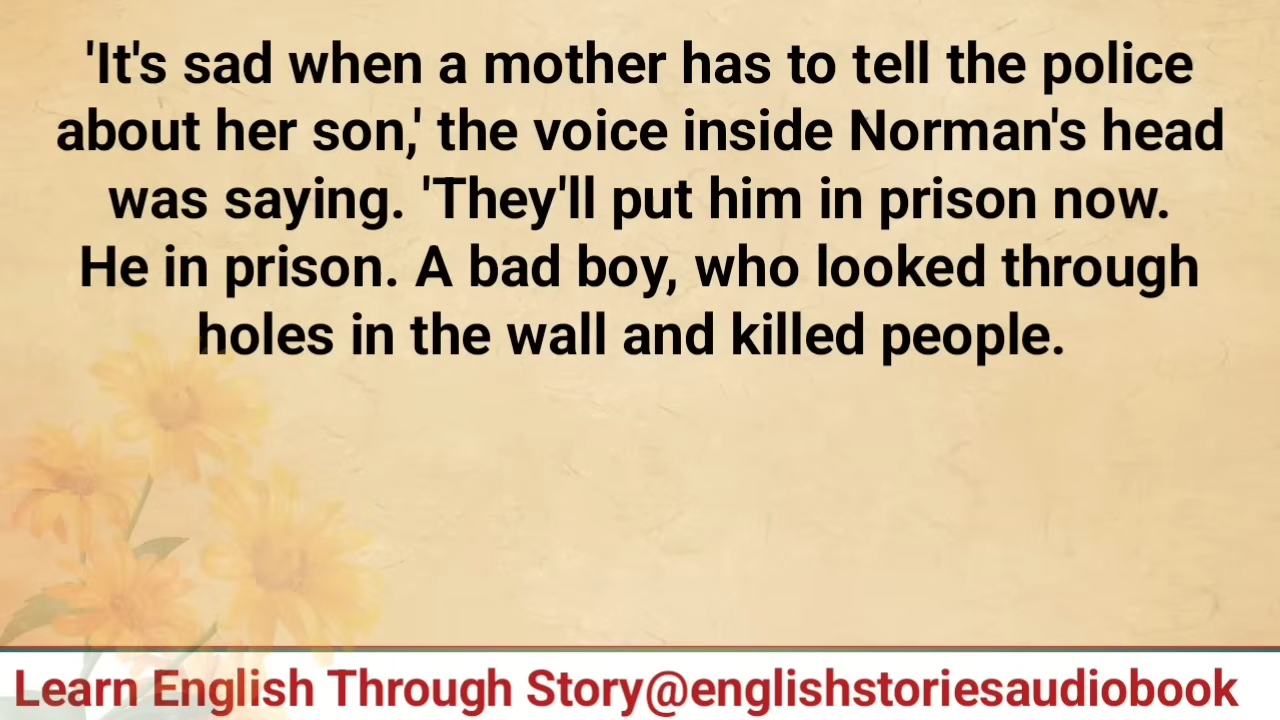 'It's sad when a mother has to tell the police
about her son,' the voice inside Norman's head
was saying. 'They'll put him in prison now.
He in prison. A bad boy, who looked through
holes in the wall and killed people.
Learn English Through Story@englishstoriesaudiobook